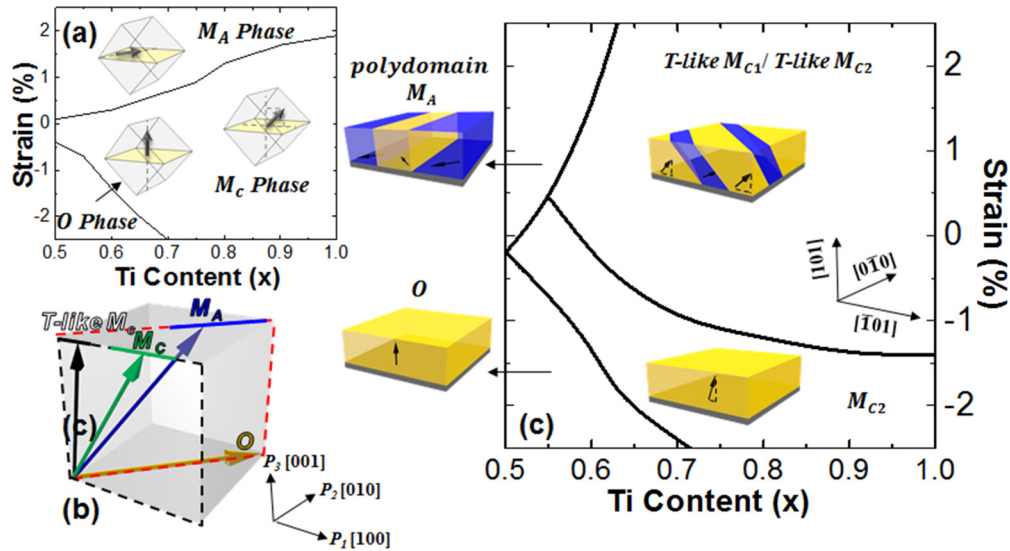 (a)
M_A Phase
M_C Phase
O Phase
Strain (%)
2
1
0
-1
-2
0.5 0.6 0.7 0.8 0.9 1.0
Ti Content (x)
polydomain
M_A
O
T-like M_C M_A
M_C
O
(c)
(b)
P_3 [001]
P_2 [010]
P_1 [100]
T-like M_C1/ T-like M_C2
[101]
[01̄0]
[1̄01]
M_C2
(c)
2
1
0
-1
-2
Strain (%)
0.5 0.6 0.7 0.8 0.9 1.0
Ti Content (x)